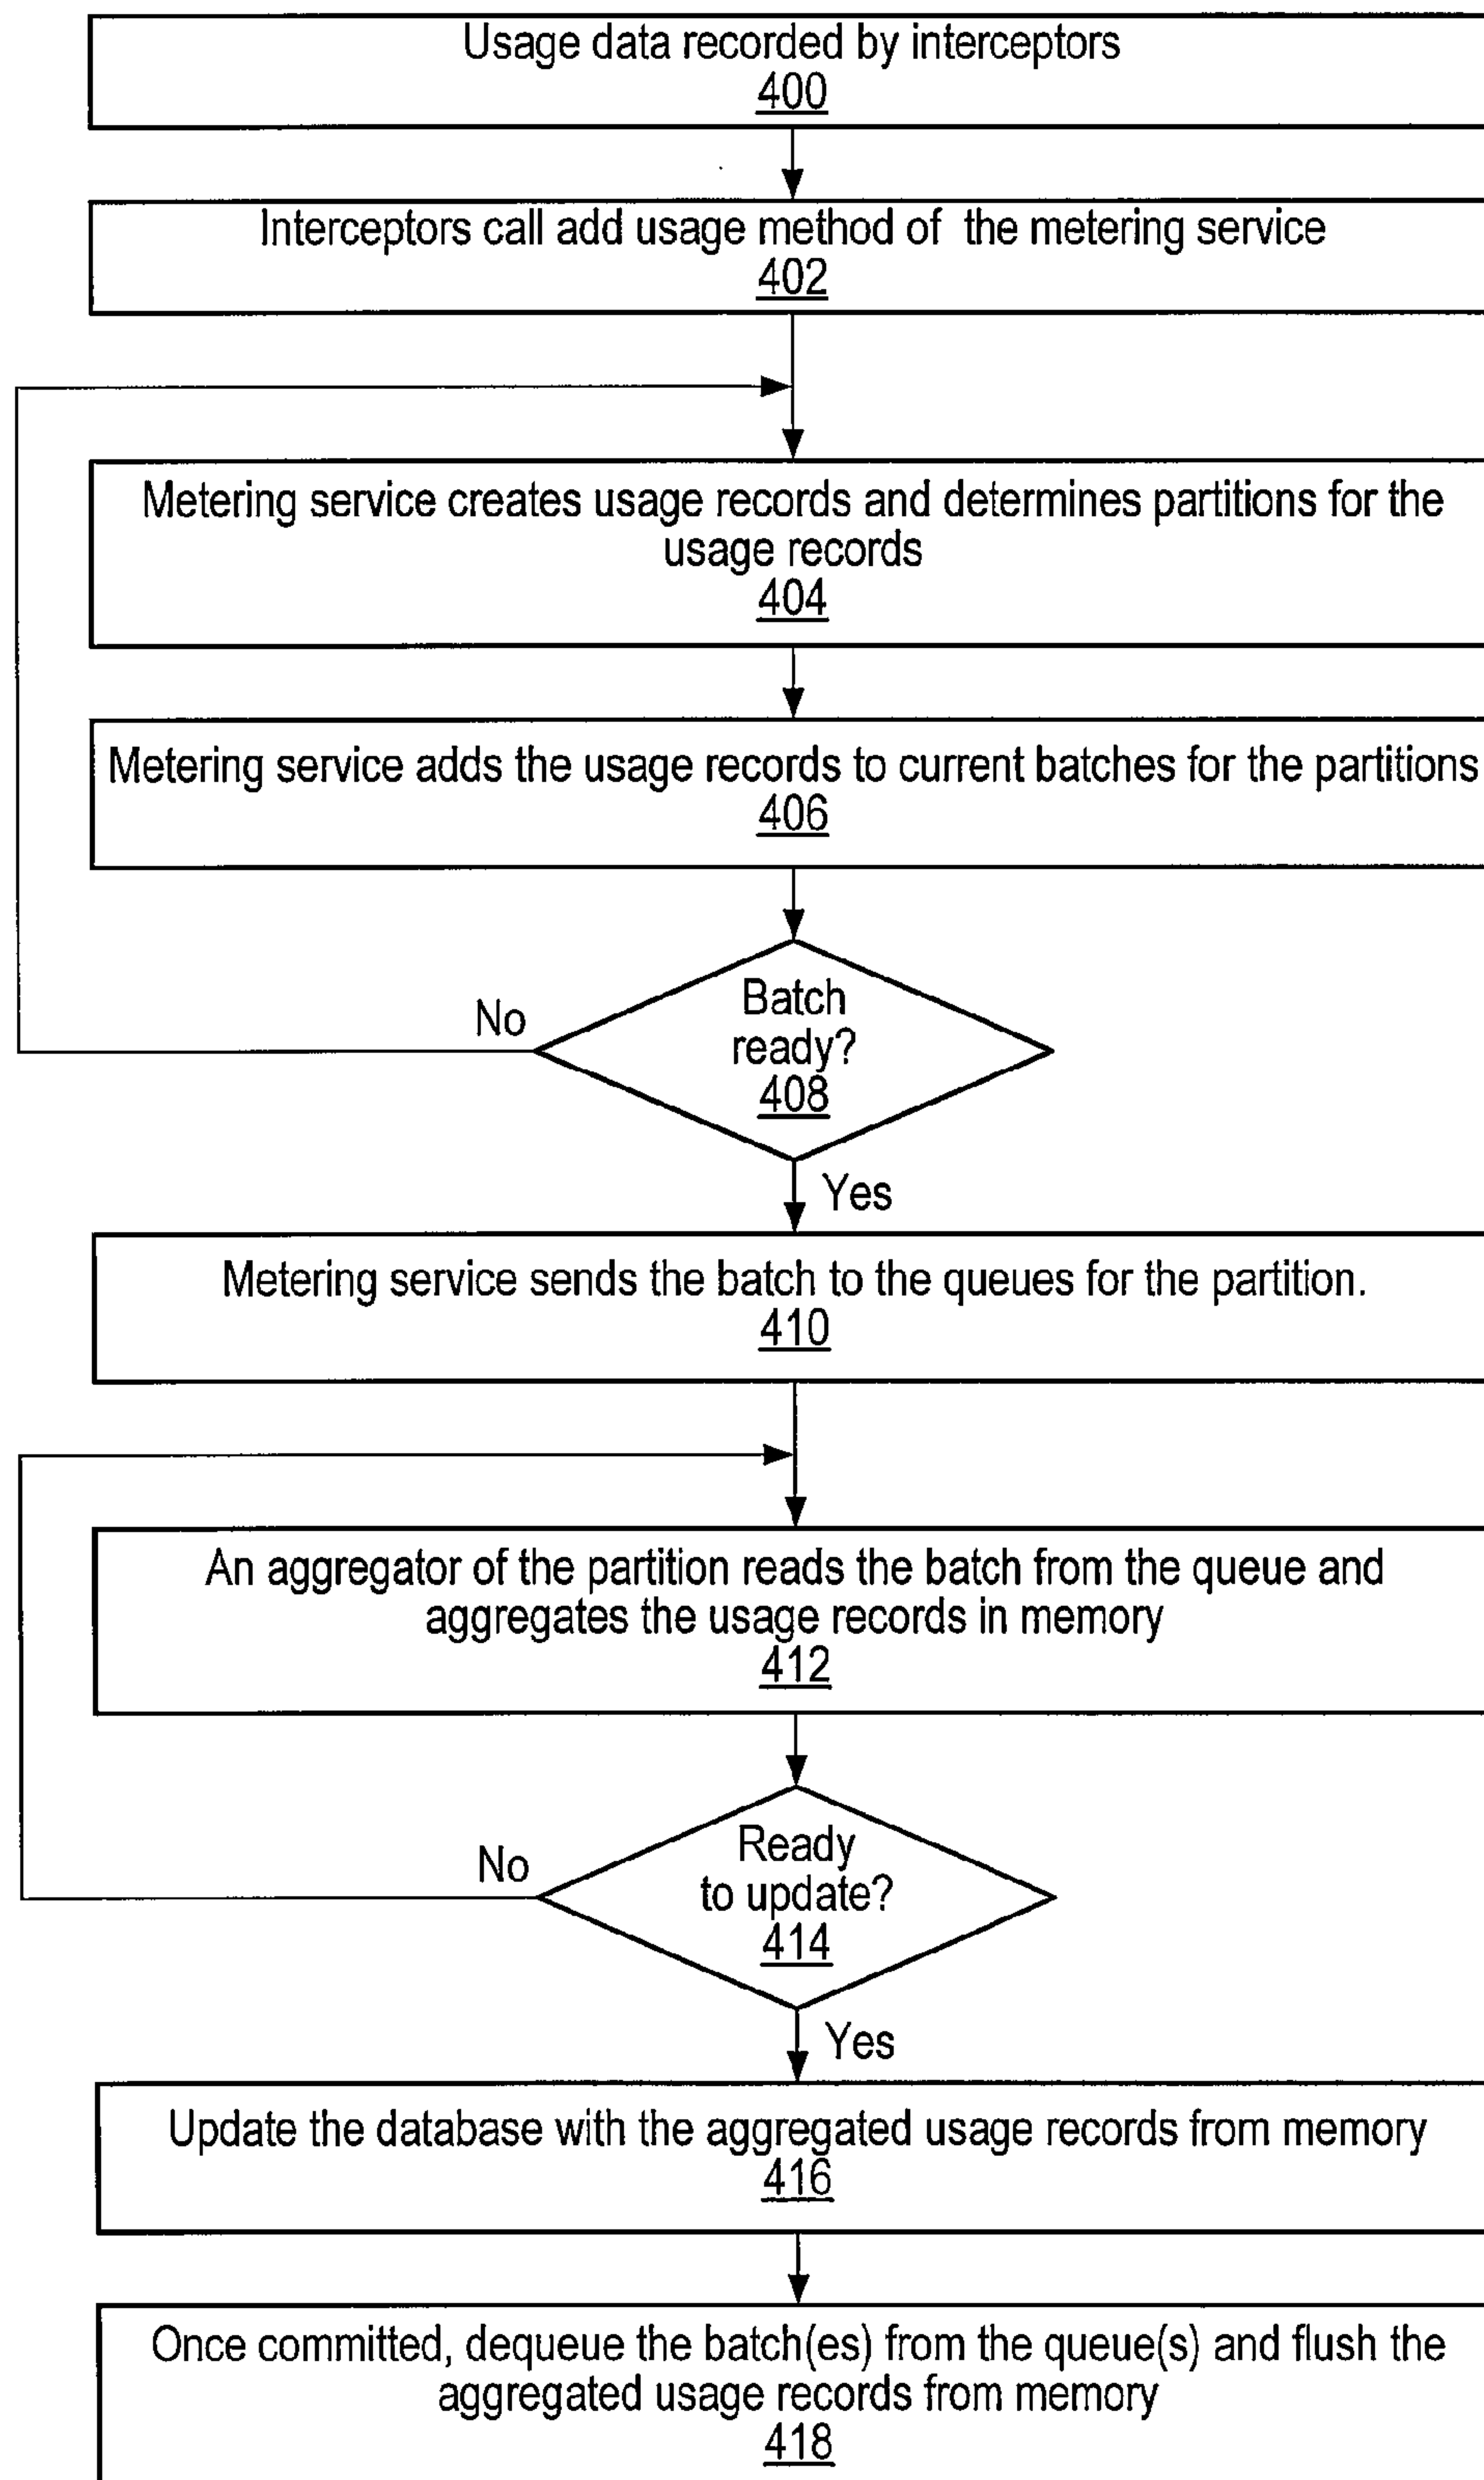 Usage data recorded by interceptors
400
Interceptors call add usage method of the metering service
402
Metering service creates usage records and determines partitions for the
usage records
404
Metering service adds the usage records to current batches for the partitions
406
Batch
ready?
408
No
Yes
Metering service sends the batch to the queues for the partition.
410
An aggregator of the partition reads the batch from the queue and
aggregates the usage records in memory
412
Ready
to update?
414
No
Yes
Update the database with the aggregated usage records from memory
416
Once committed, dequeue the batch(es) from the queue(s) and flush the
aggregated usage records from memory
418